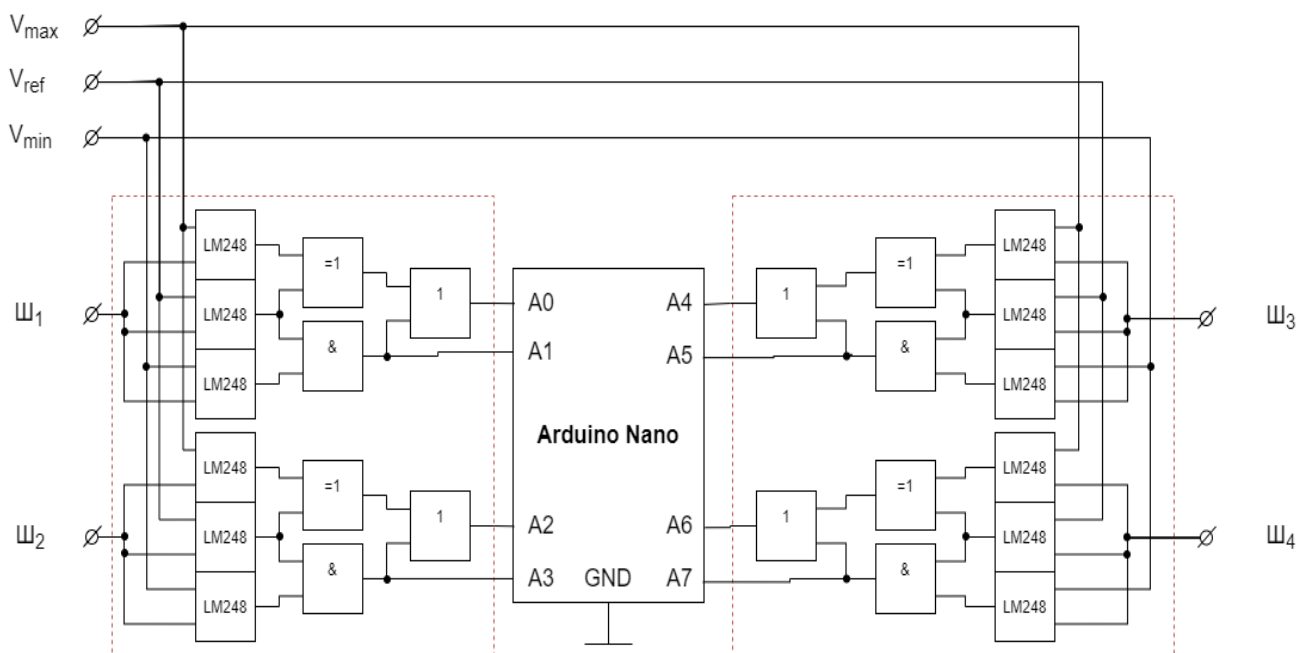 Vmax
Vref
Vmin
LM248
=1
1
LM248
&
LM248
Ш1
A0
A1
LM248
=1
1
LM248
&
LM248
Ш2
A2
A3
Arduino Nano
GND
A4
A5
1
=1
LM248
&
LM248
LM248
Ш3
A6
A7
1
=1
LM248
&
LM248
LM248
Ш4